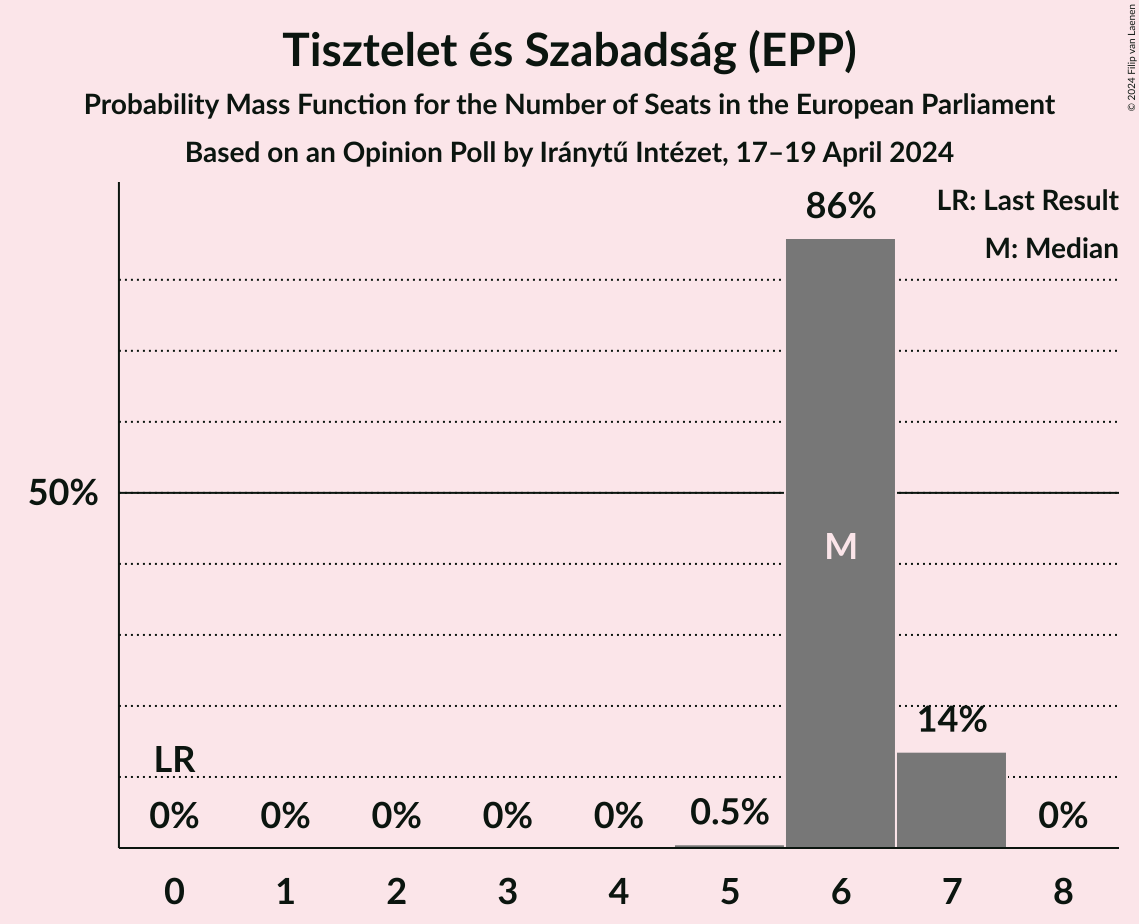 Tisztelet és Szabadság (EPP)
Probability Mass Function for the Number of Seats in the European Parliament
Based on an Opinion Poll by Iránytű Intézet, 17–19 April 2024
© 2024 Filip van Laenen
LR: Last Result
M: Median
86%
50%
M
14%
LR
0% 0% 0% 0% 0% 0.5% 0%
0 1 2 3 4 5 6 7 8